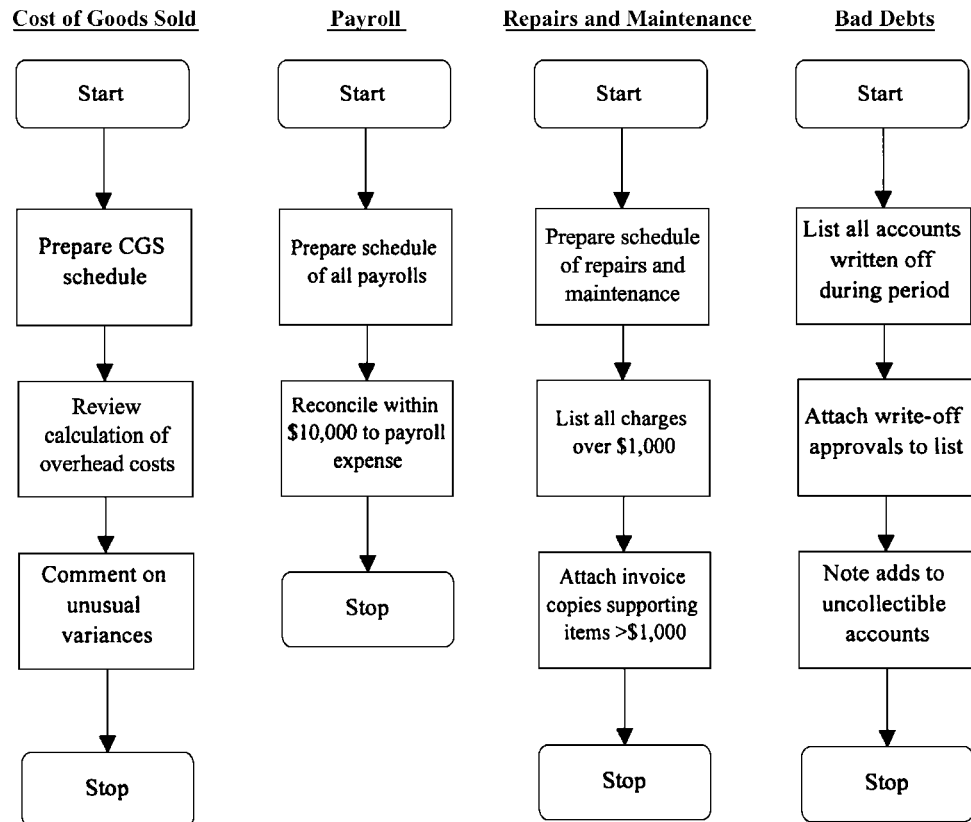 Cost of Goods Sold
Payroll
Repairs and Maintenance
Bad Debts
Start
Start
Start
Start
Prepare CGS
schedule
Prepare schedule
of all payrolls
Prepare schedule
of repairs and
maintenance
List all accounts
written off
during period
Review
calculation of
overhead costs
Reconcile within
$10,000 to payroll
expense
List all charges
over $1,000
Attach write-off
approvals to list
Comment on
unusual
variances
Stop
Attach invoice
copies supporting
items >$1,000
Note adds to
uncollectible
accounts
Stop
Stop
Stop